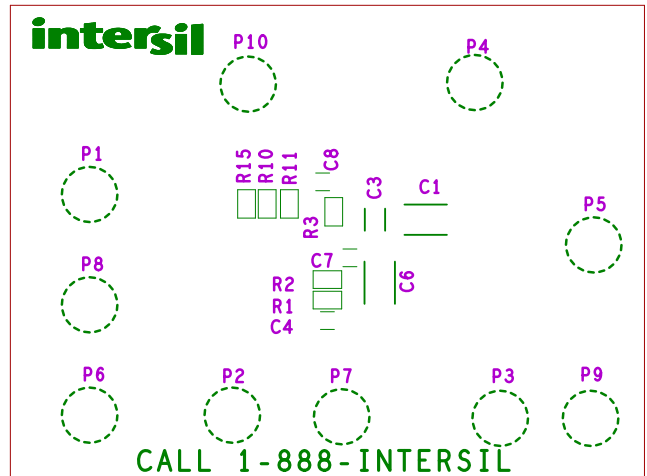 intersil
P10
P4
P1
R15
R10
R11
C8
C3
C1
P5
R3
P8
C7
C6
R2
R1
C4
P6
P2
P7
P3
P9
CALL 1-888-INTERSIL